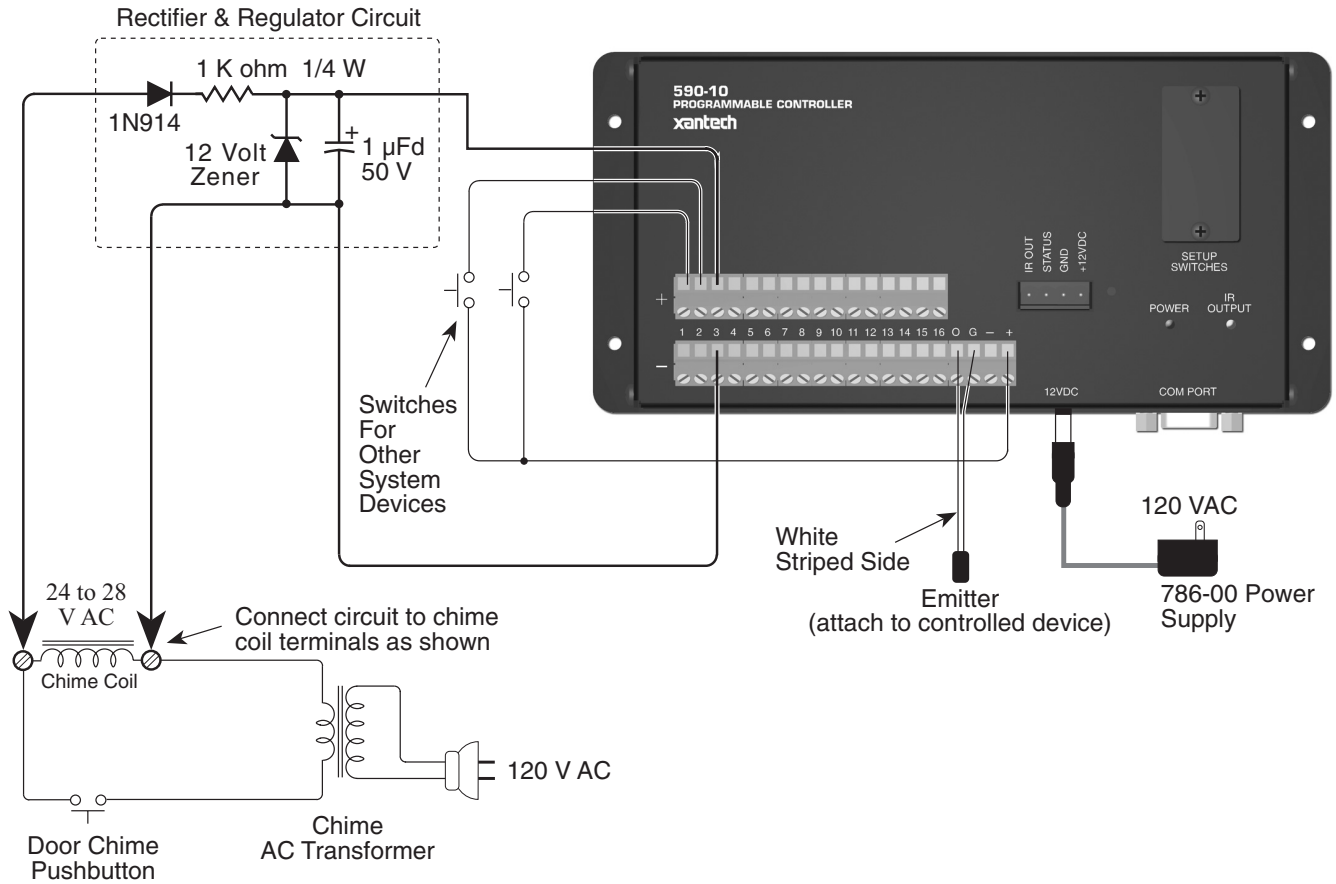 Rectifier & Regulator Circuit
1 K ohm 1/4 W
1N914
12 Volt
Zener
+
1 µFd
50 V
590-10
PROGRAMMABLE CONTROLLER
xantech
SETUP
SWITCHES
IR OUT
STATUS
GND
+12VDC
POWER
IR
OUTPUT
+
1 2 3 4 5 6 7 8 9 10 11 12 13 14 15 16 O G – +
–
12VDC
COM PORT
Switches
For
Other
System
Devices
White
Striped Side
Emitter
(attach to controlled device)
120 VAC
786-00 Power
Supply
24 to 28
V AC
Chime Coil
Connect circuit to chime
coil terminals as shown
120 V AC
Door Chime
Pushbutton
Chime
AC Transformer